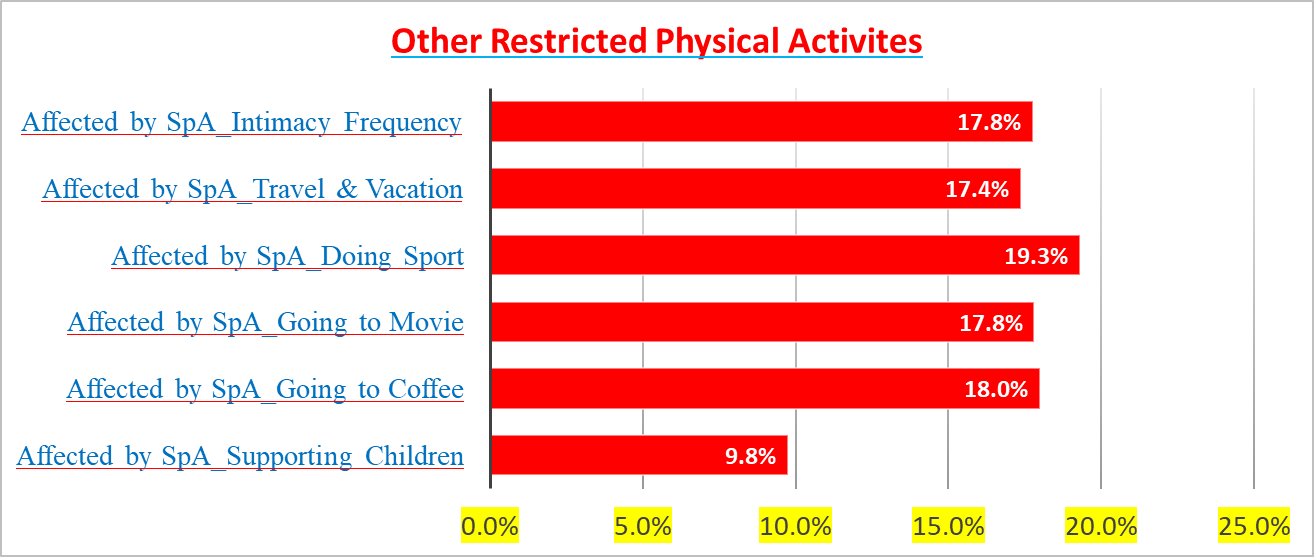 Other Restricted Physical Activites
Affected by SpA_Intimacy Frequency 17.8%
Affected by SpA_Travel & Vacation 17.4%
Affected by SpA_Doing Sport 19.3%
Affected by SpA_Going to Movie 17.8%
Affected by SpA_Going to Coffee 18.0%
Affected by SpA_Supporting Children 9.8%
0.0% 5.0% 10.0% 15.0% 20.0% 25.0%